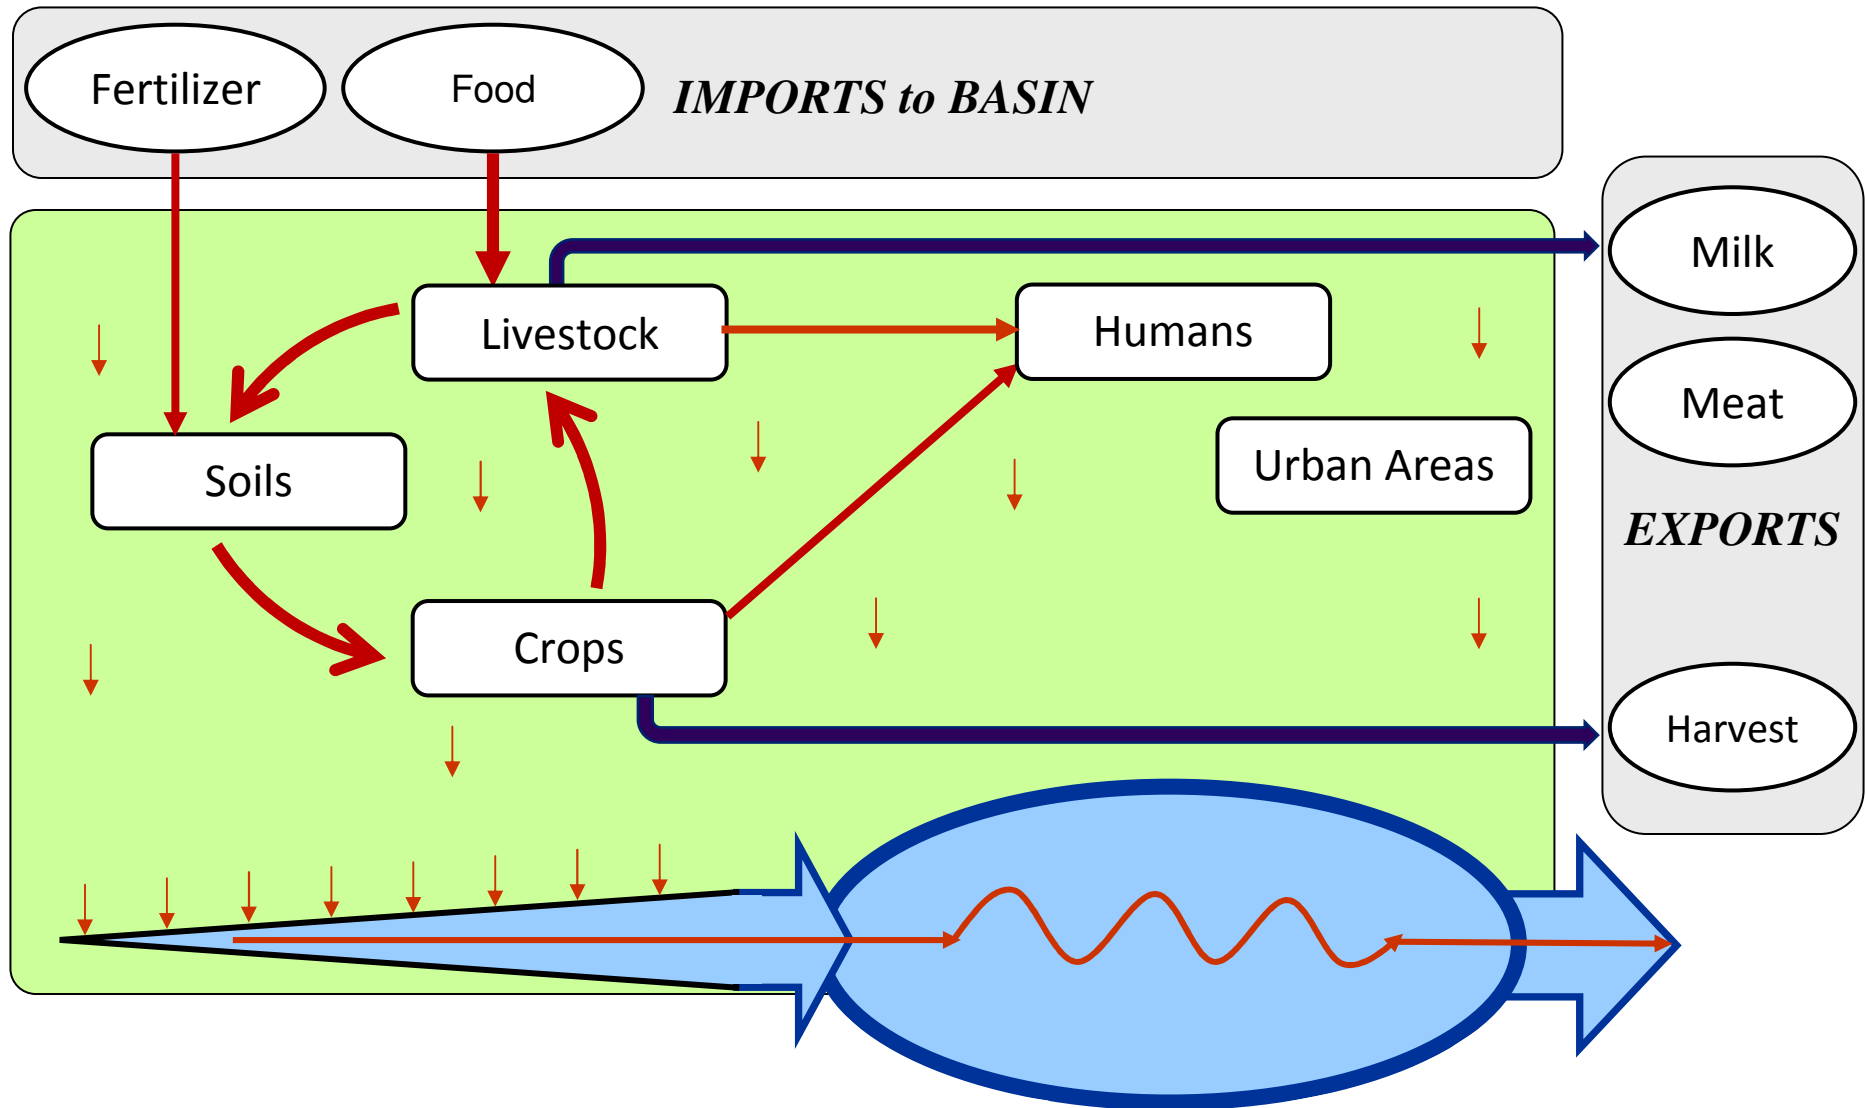 Fertilizer
Food
IMPORTS to BASIN
Milk
Livestock
Humans
Meat
Soils
Urban Areas
EXPORTS
Crops
Harvest